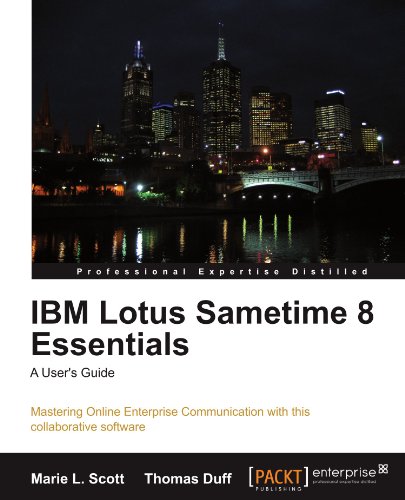 Professional Expertise Distilled
IBM Lotus Sametime 8
Essentials
A User's Guide
Mastering Online Enterprise Communication with this
collaborative software
Marie L. Scott Thomas Duff
[PACKT]
PUBLISHING
enterprise
professional expertise distilled